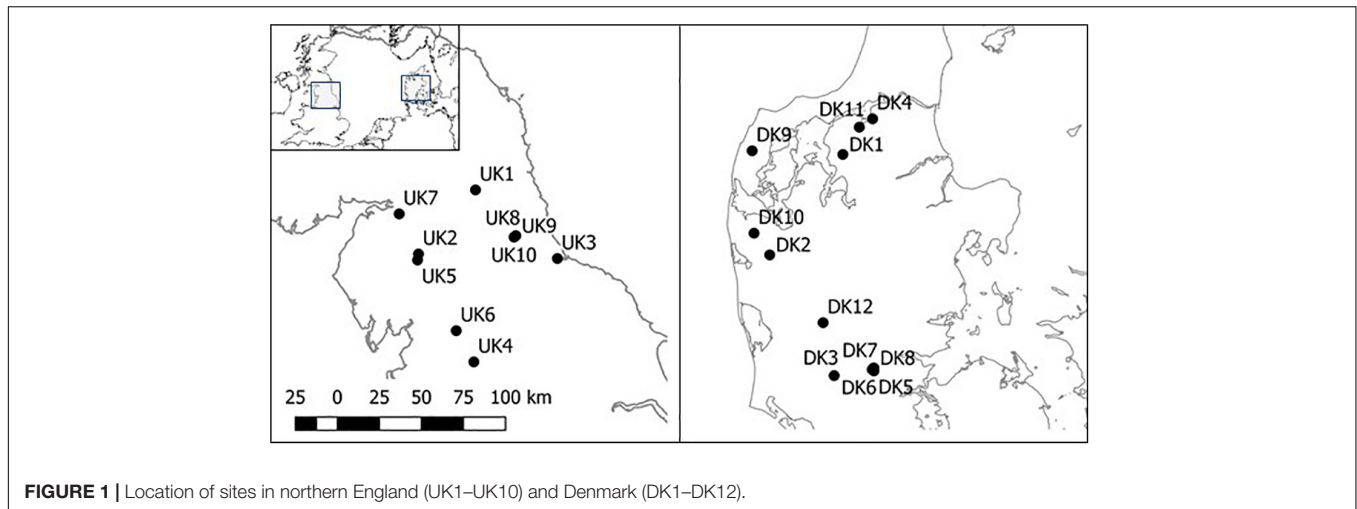 UK1
UK7
UK8
UK9
UK2
UK10
UK3
UK5
UK6
UK4
25 0 25 50 75 100 km
DK4
DK11
DK9
DK1
DK10
DK2
DK12
DK7
DK3
DK8
DK6
DK5
FIGURE 1 | Location of sites in northern England (UK1–UK10) and Denmark (DK1–DK12).